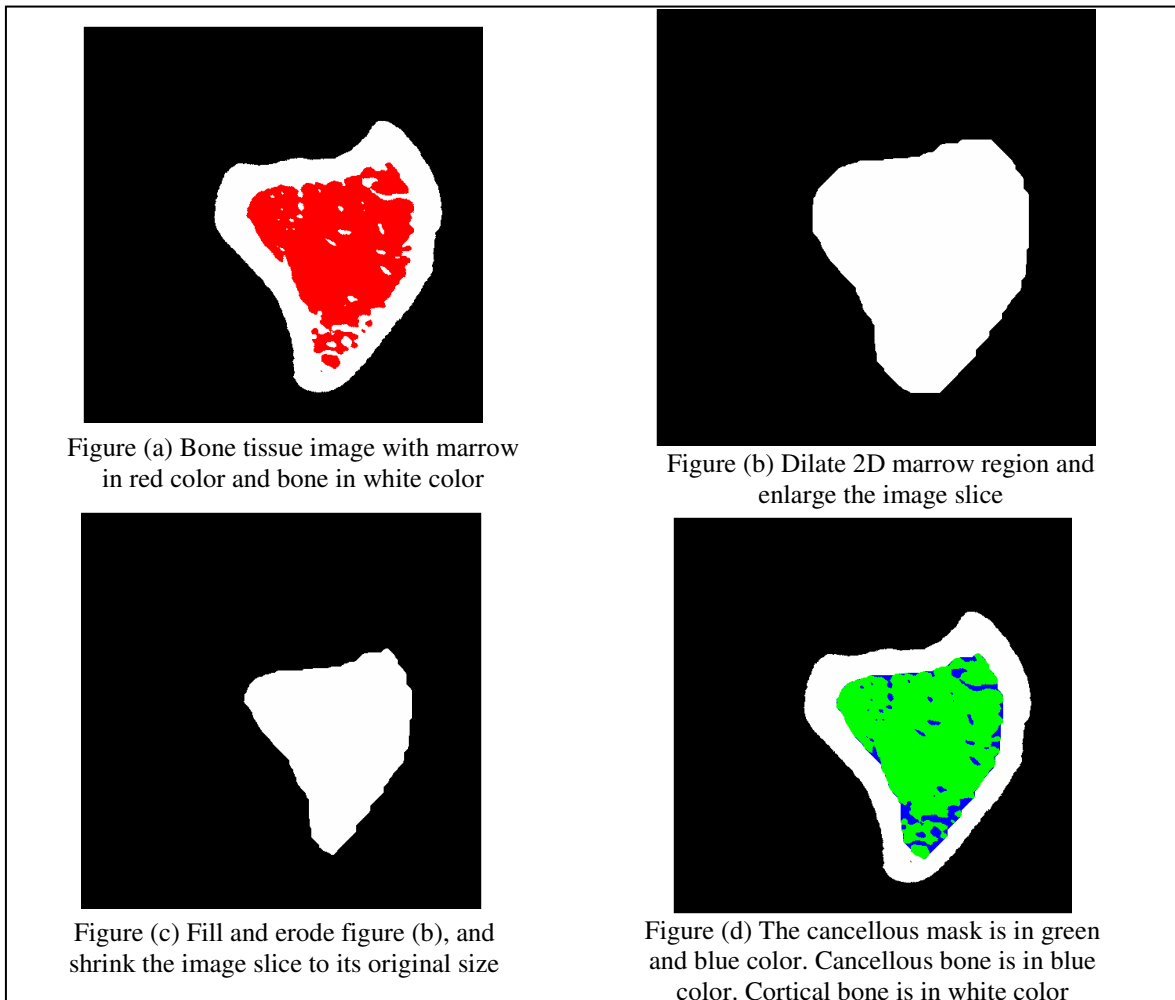 Figure (a) Bone tissue image with marrow
in red color and bone in white color
Figure (b) Dilate 2D marrow region and
enlarge the image slice
Figure (c) Fill and erode figure (b), and
shrink the image slice to its original size
Figure (d) The cancellous mask is in green
and blue color. Cancellous bone is in blue
color. Cortical bone is in white color